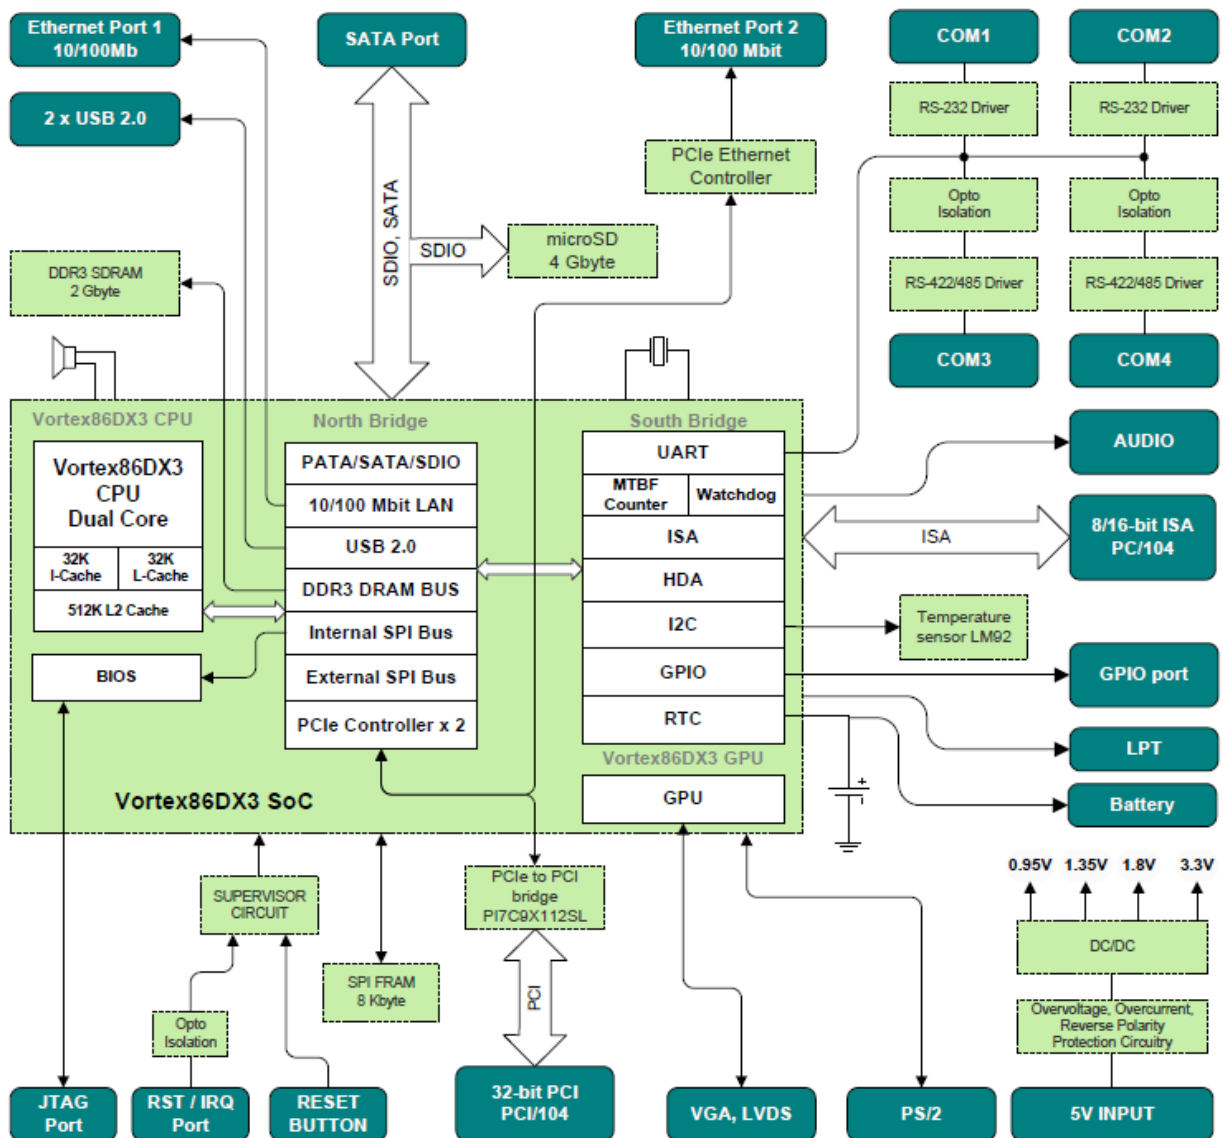 Ethernet Port 1
10/100Mb
SATA Port
Ethernet Port 2
10/100 Mbit
COM1
COM2
2 x USB 2.0
RS-232 Driver
RS-232 Driver
PCIe Ethernet
Controller
Opto
Isolation
Opto
Isolation
SDIO, SATA
SDIO
microSD
4 Gbyte
DDR3 SDRAM
2 Gbyte
RS-422/485 Driver
RS-422/485 Driver
COM3
COM4
Vortex86DX3 CPU
North Bridge
South Bridge
Vortex86DX3
CPU
Dual Core
32K
I-Cache
32K
L-Cache
512K L2 Cache
BIOS
PATA/SATA/SDIO
10/100 Mbit LAN
USB 2.0
DDR3 DRAM BUS
Internal SPI Bus
External SPI Bus
PCIe Controller x 2
UART
MTBF
Counter
Watchdog
ISA
HDA
I2C
GPIO
RTC
Vortex86DX3 GPU
GPU
Vortex86DX3 SoC
AUDIO
ISA
8/16-bit ISA
PC/104
Temperature
sensor LM92
GPIO port
LPT
+
Battery
SUPERVISOR
CIRCUIT
PCIe to PCI
bridge
PI7C9X112SL
0.95V
1.35V
1.8V
3.3V
DC/DC
SPI FRAM
8 Kbyte
PCI
Opto
Isolation
Overvoltage, Overcurrent,
Reverse Polarity
Protection Circuitry
JTAG
Port
RST / IRQ
Port
RESET
BUTTON
32-bit PCI
PCI/104
VGA, LVDS
PS/2
5V INPUT